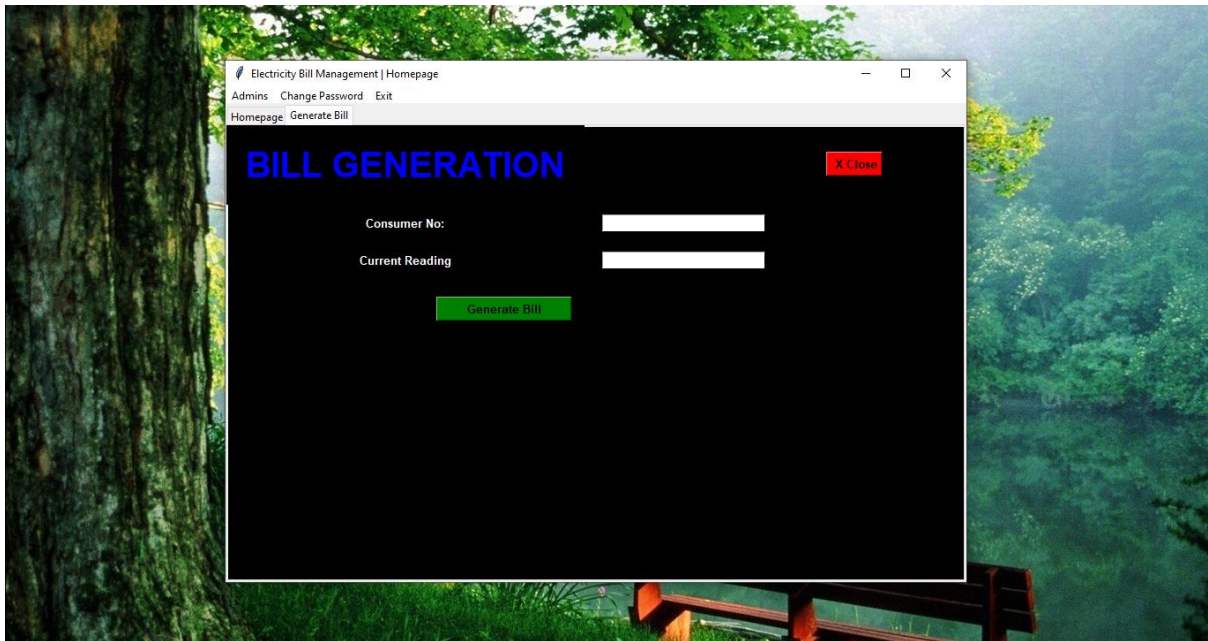 Electricity Bill Management | Homepage
Admins Change Password Exit
Homepage Generate Bill
BILL GENERATION
X Close
Consumer No:
Current Reading
Generate Bill